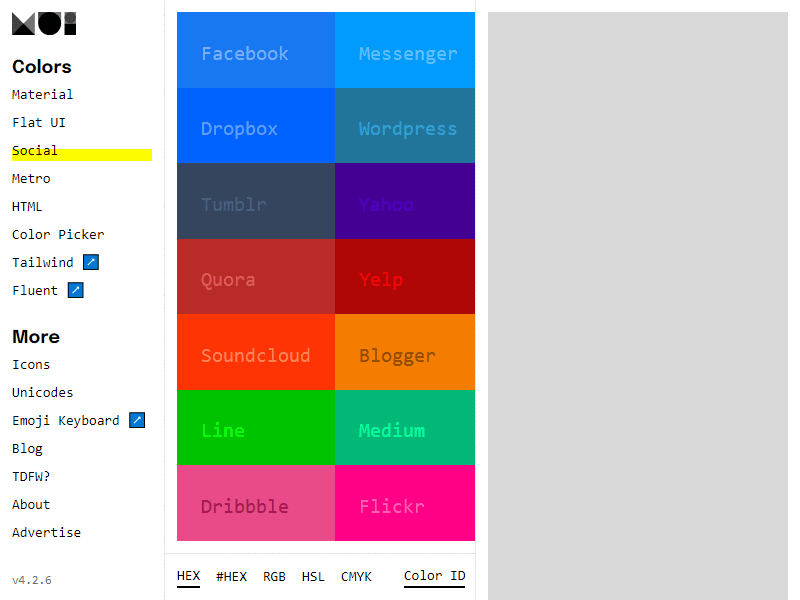 Colors
Material
Flat UI
Social
Metro
HTML
Color Picker
Tailwind
Fluent
More
Icons
Unicodes
Emoji Keyboard
Blog
TDFW?
About
Advertise
v4.2.6
Facebook
Messenger
Dropbox
Wordpress
Tumblr
Yahoo
Quora
Yelp
Soundcloud
Blogger
Line
Medium
Dribbble
Flickr
HEX #HEX RGB HSL CMYK Color ID